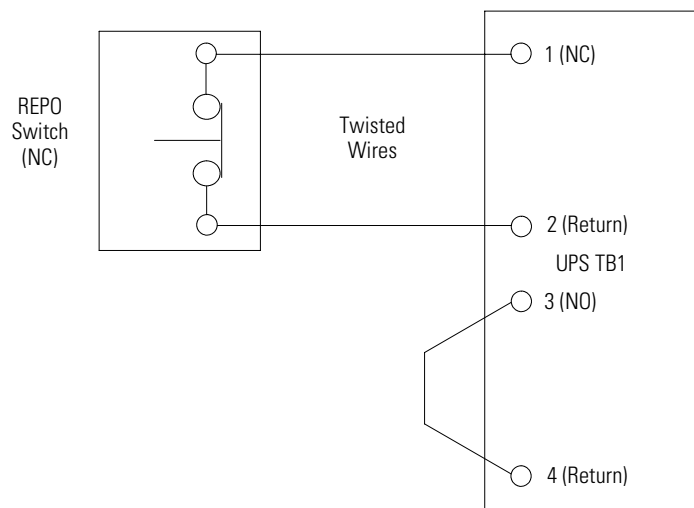 REPO
Switch
(NC)
Twisted
Wires
1 (NC)
2 (Return)
UPS TB1
3 (NO)
4 (Return)